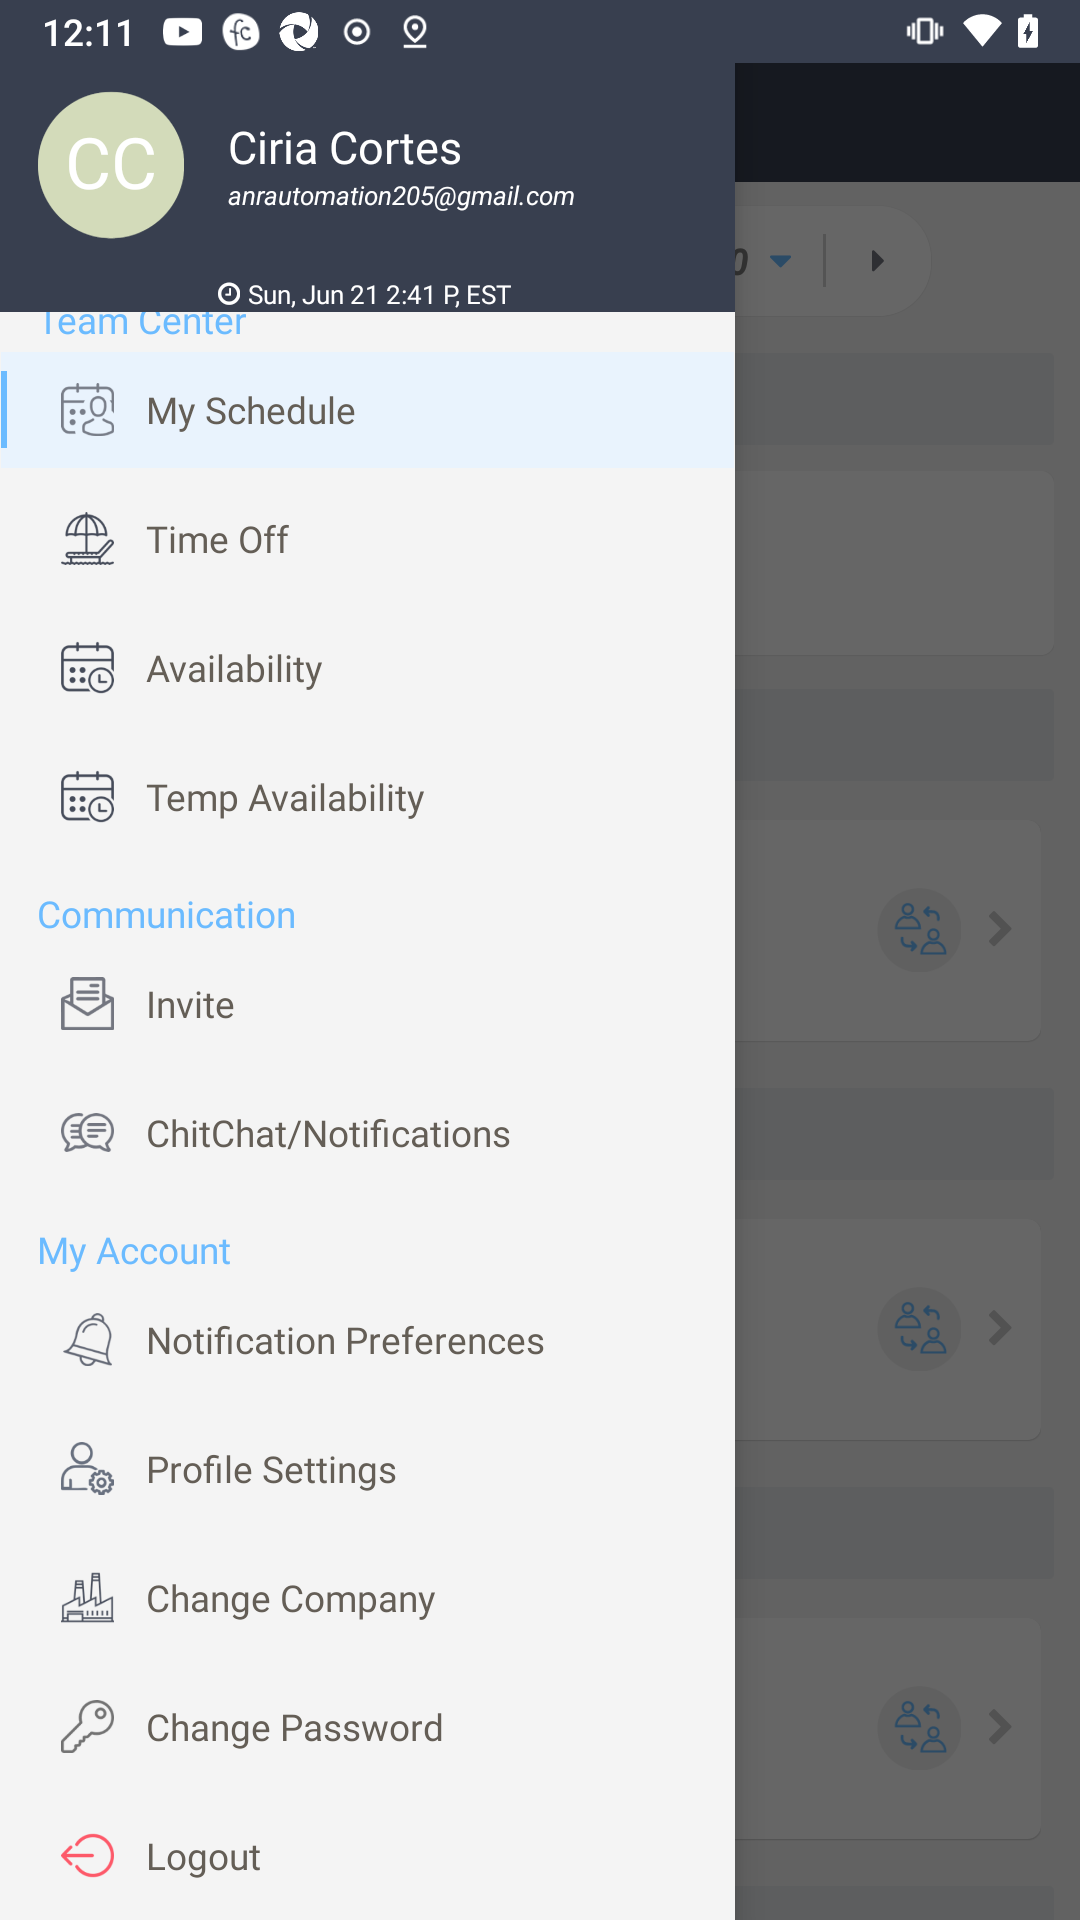 12:11
CC
Ciria Cortes
anrautomation205@gmail.com
Sun, Jun 21 2:41 P, EST
Team Center
0
My Schedule
Time Off
Availability
Temp Availability
Communication
Invite
ChitChat/Notifications
My Account
Notification Preferences
Profile Settings
Change Company
Change Password
Logout